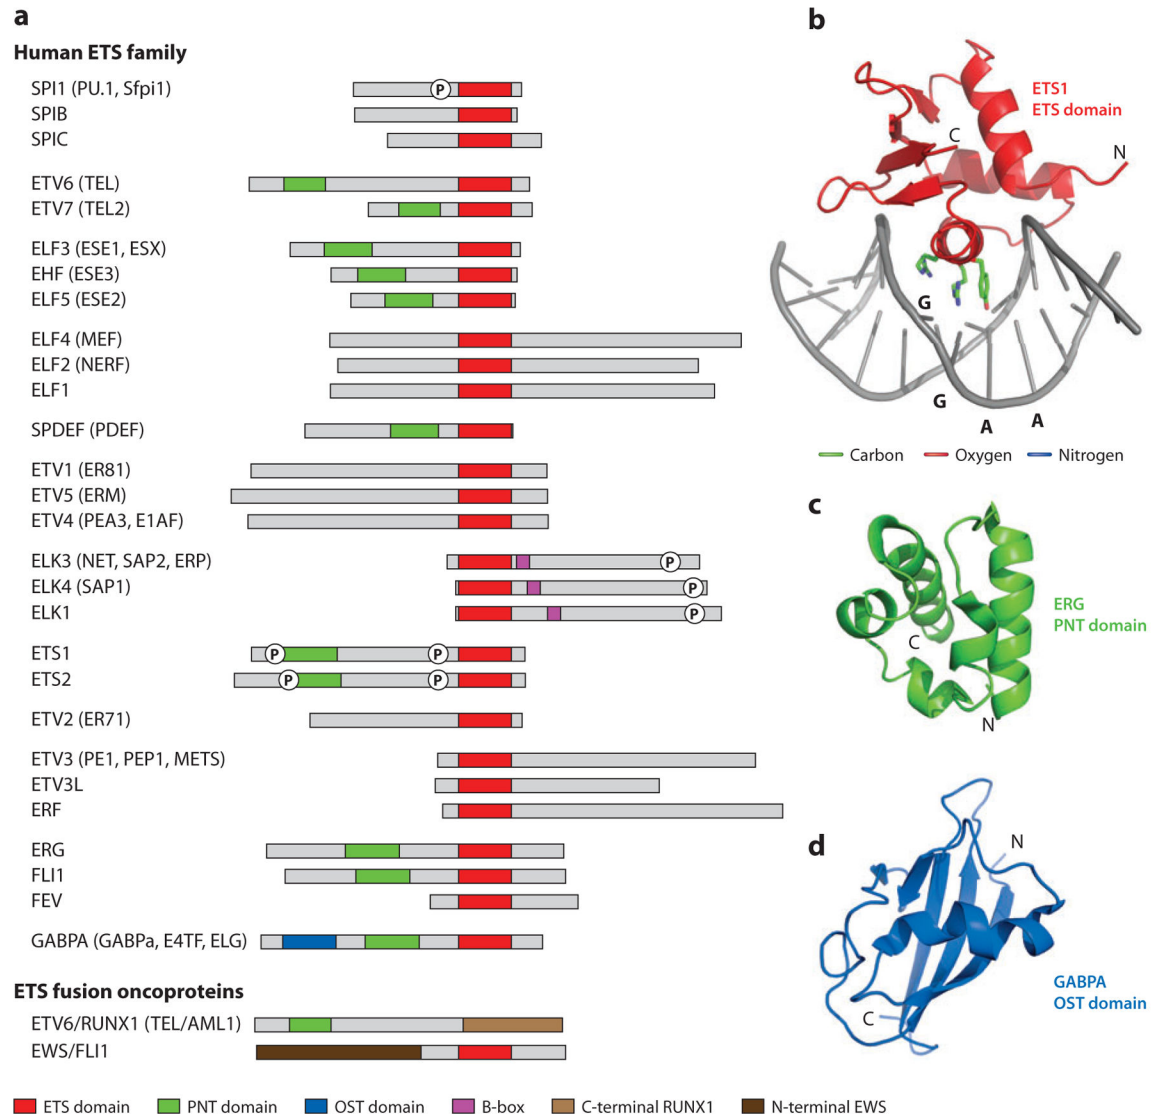 a
Human ETS family
SPI1 (PU.1, Sfpi1)
P
SPIB
SPIC
ETV6 (TEL)
ETV7 (TEL2)
ELF3 (ESE1, ESX)
EHF (ESE3)
ELF5 (ESE2)
ELF4 (MEF)
ELF2 (NERF)
ELF1
SPDEF (PDEF)
ETV1 (ER81)
ETV5 (ERM)
ETV4 (PEA3, E1AF)
ELK3 (NET, SAP2, ERP)
P
ELK4 (SAP1)
P
ELK1
P
ETS1
P P
ETS2
P P
ETV2 (ER71)
ETV3 (PE1, PEP1, METS)
ETV3L
ERF
ERG
FLI1
FEV
GABPA (GABPa, E4TF, ELG)
ETS fusion oncoproteins
ETV6/RUNX1 (TEL/AML1)
EWS/FLI1
ETS domain PNT domain OST domain B-box C-terminal RUNX1 N-terminal EWS
b
ETS1
ETS domain
C
N
G
G
A
A
Carbon Oxygen Nitrogen
c
ERG
PNT domain
C
N
d
N
GABPA
OST domain
C